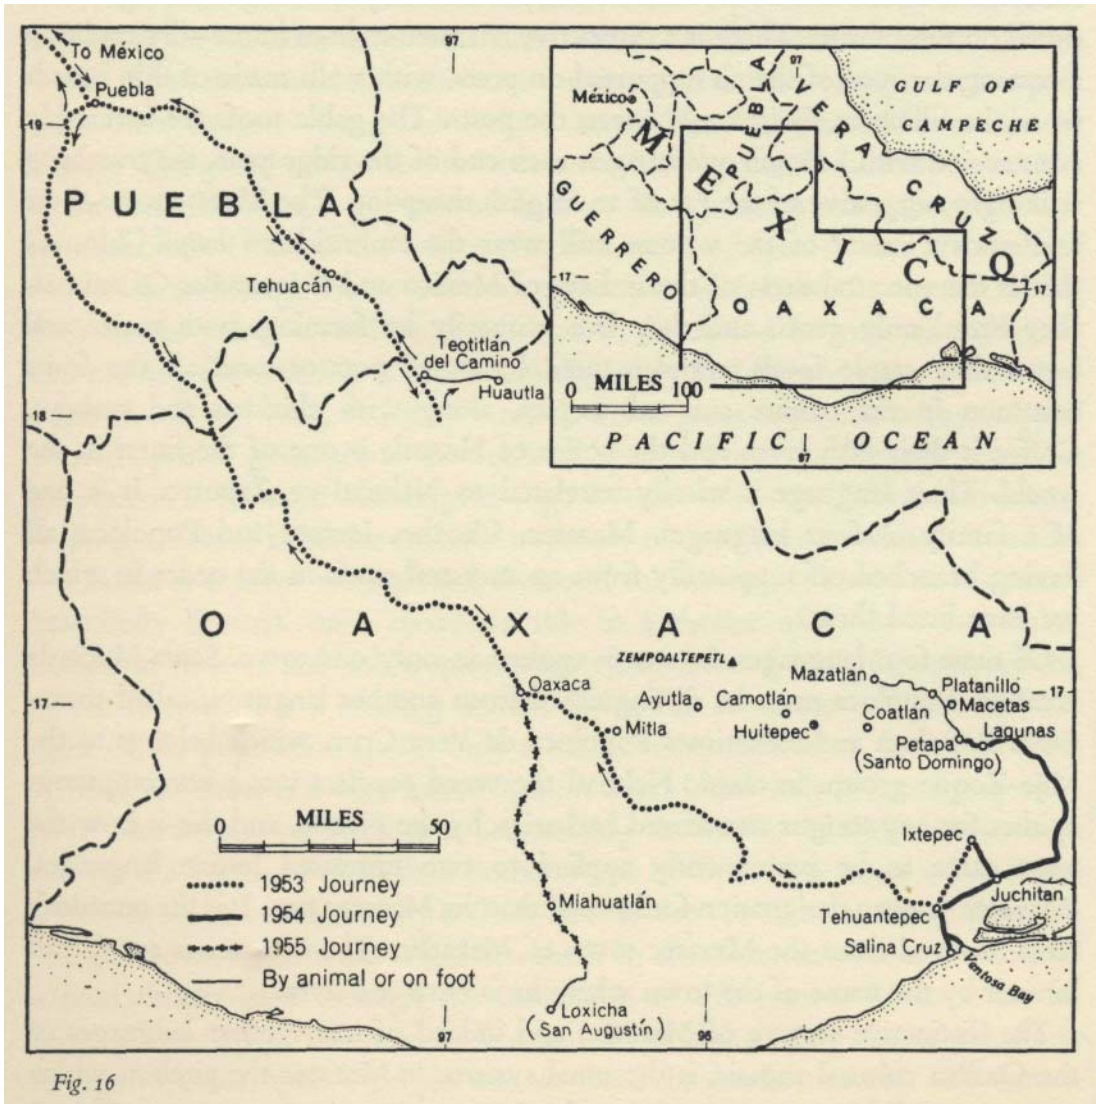 97
To México
Puebla
19
PUEBLA
Tehuacán
Teotitlán
del Camino
Huautla
18
97
México
MEXICO
PUEBLA
VERA CRUZ
GULF OF
CAMPECHE
GUERRERO
17
17
OAXACA
0 MILES 100
PACIFIC OCEAN
97
OAXACA
ZEMPOALTEPETL
Mazatlán
Platanillo
Macetas
17
17
Oaxaca
Ayutla
Camotlán
Coatlán
Lagunas
Mitla
Huitepec
Petapa
(Santo Domingo)
MILES
0 50
Ixtepec
1953 Journey
1954 Journey
1955 Journey
By animal or on foot
Juchitan
Miahuatlán
Tehuantepec
Salina Cruz
Ventosa Bay
Loxicha
(San Augustín)
97
96
Fig. 16